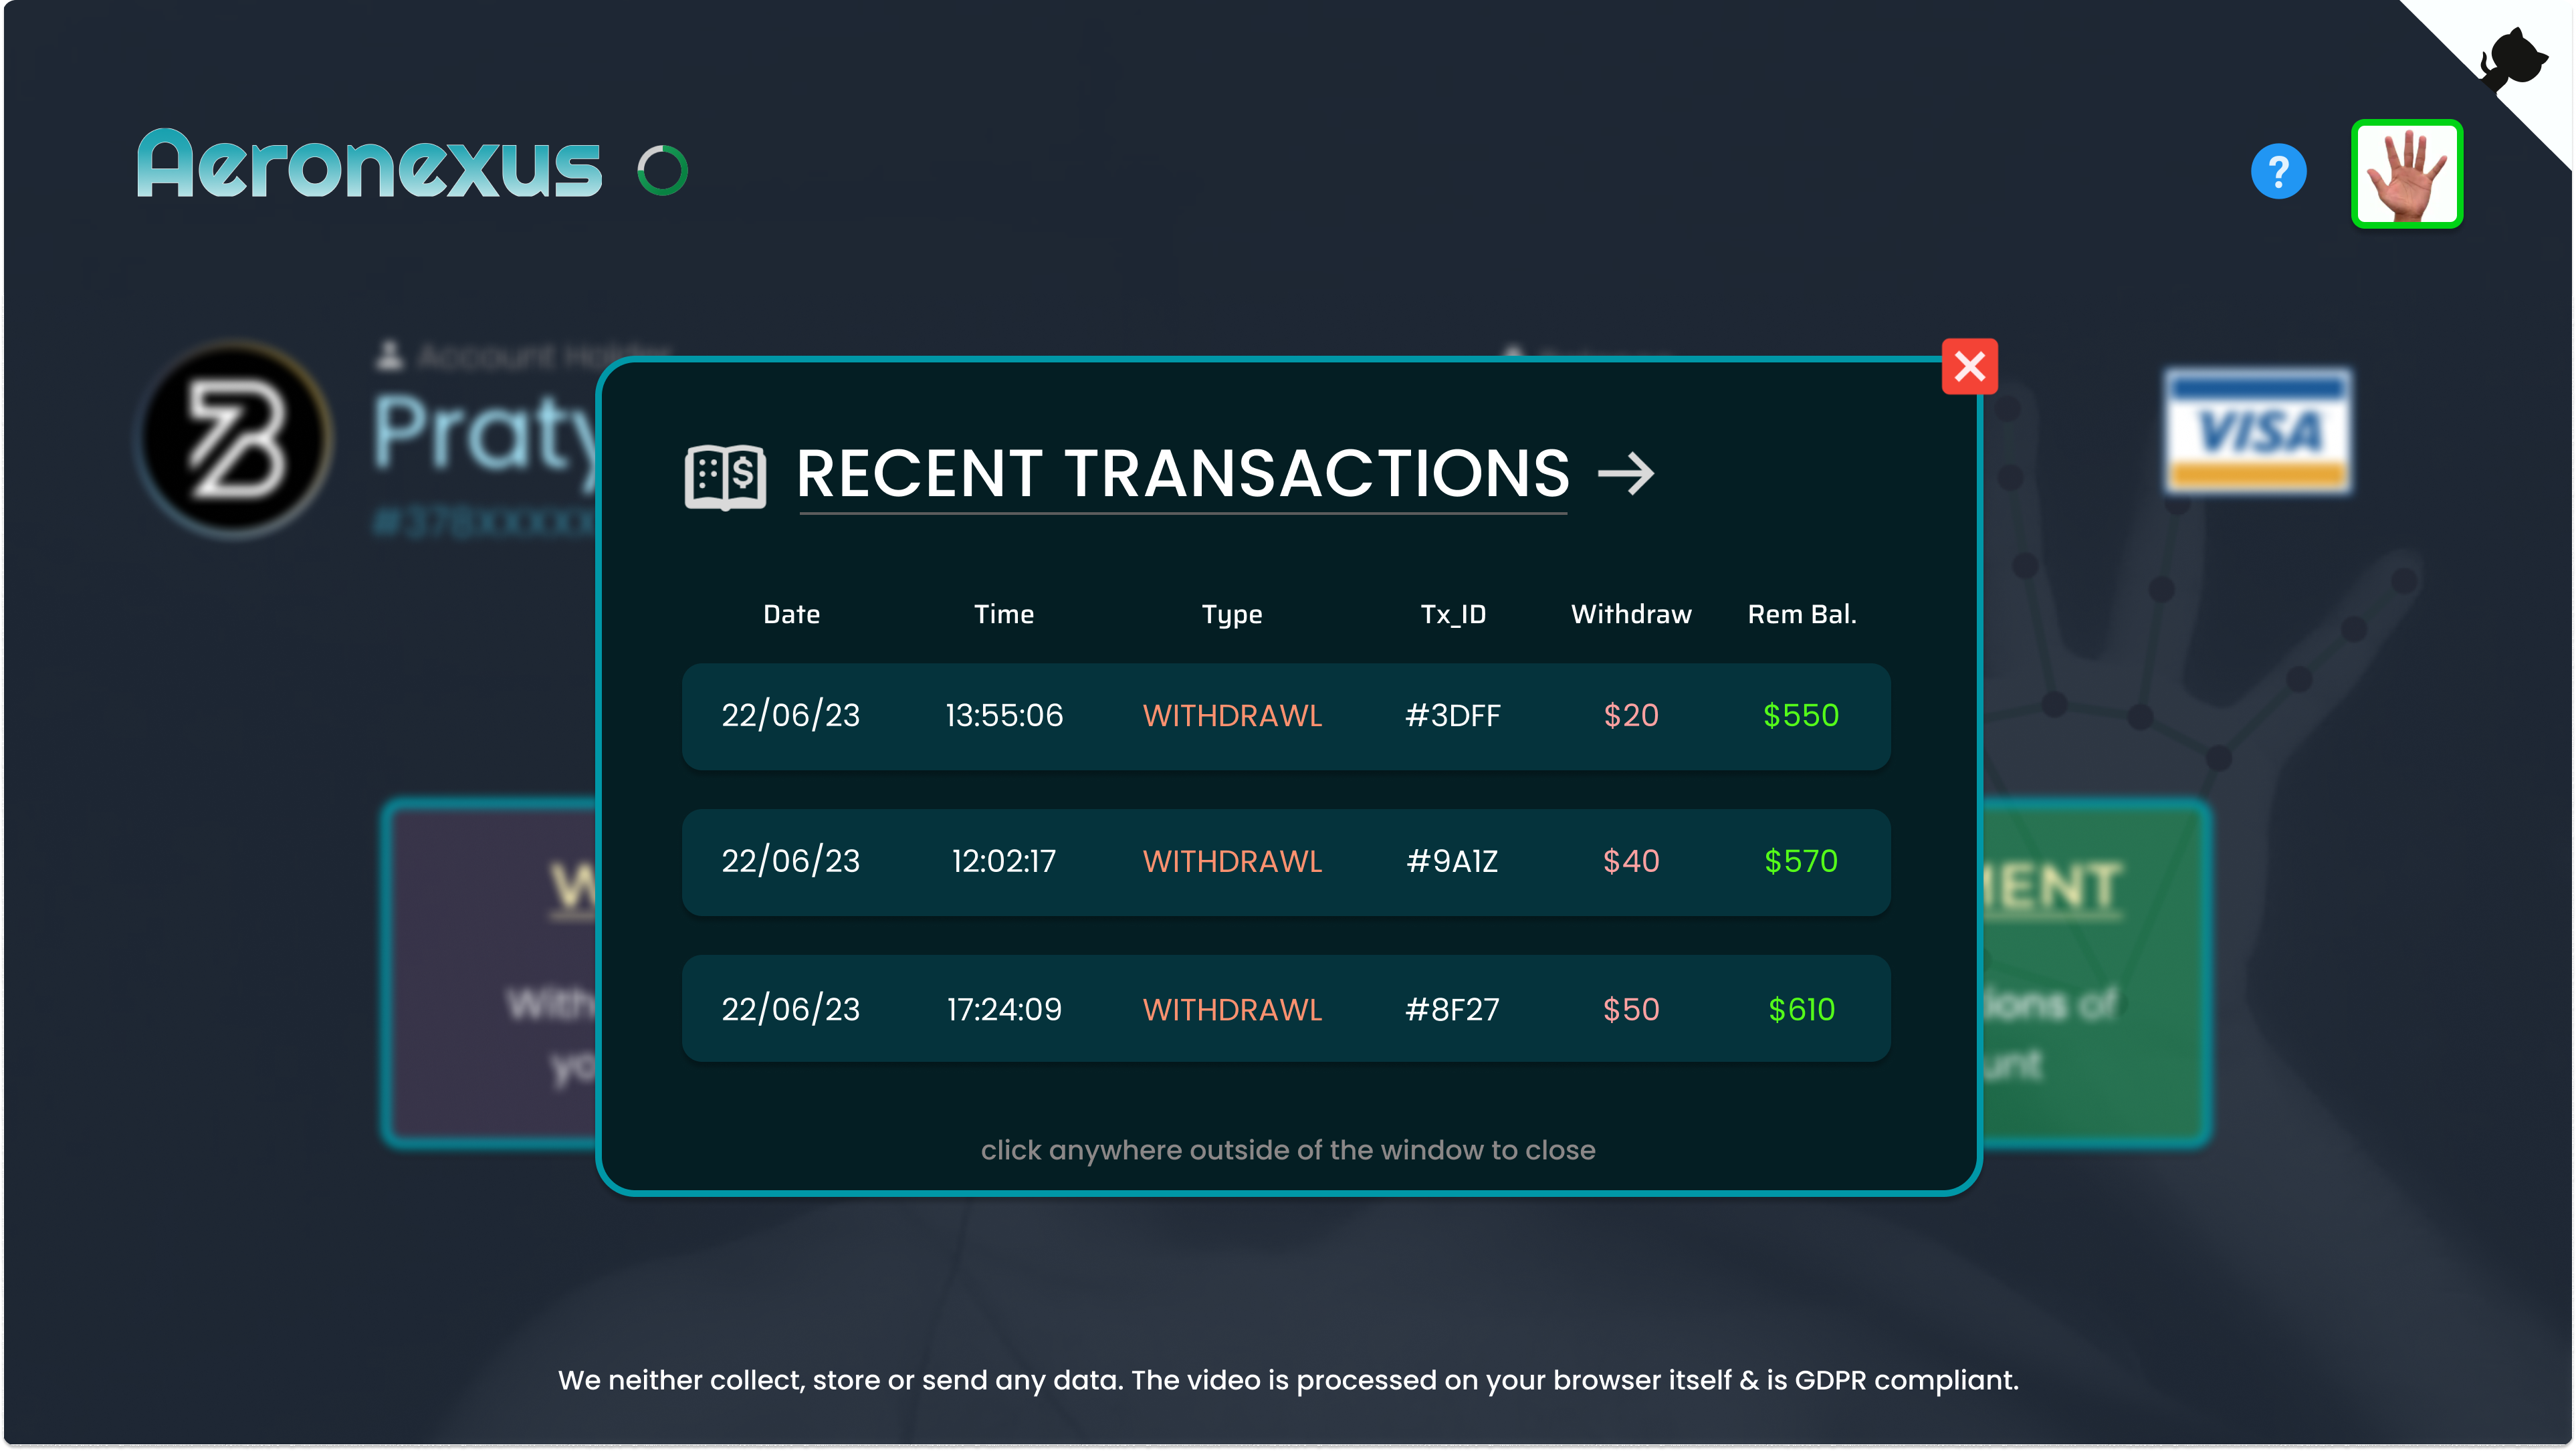 Aeronexus
?
Account Holder
Praty
#378XXXXX
VISA
RECENT TRANSACTIONS →
$
Date Time Type Tx_ID Withdraw Rem Bal.
22/06/23 13:55:06 WITHDRAWL #3DFF $20 $550
22/06/23 12:02:17 WITHDRAWL #9A1Z $40 $570
22/06/23 17:24:09 WITHDRAWL #8F27 $50 $610
click anywhere outside of the window to close
We neither collect, store or send any data. The video is processed on your browser itself & is GDPR compliant.